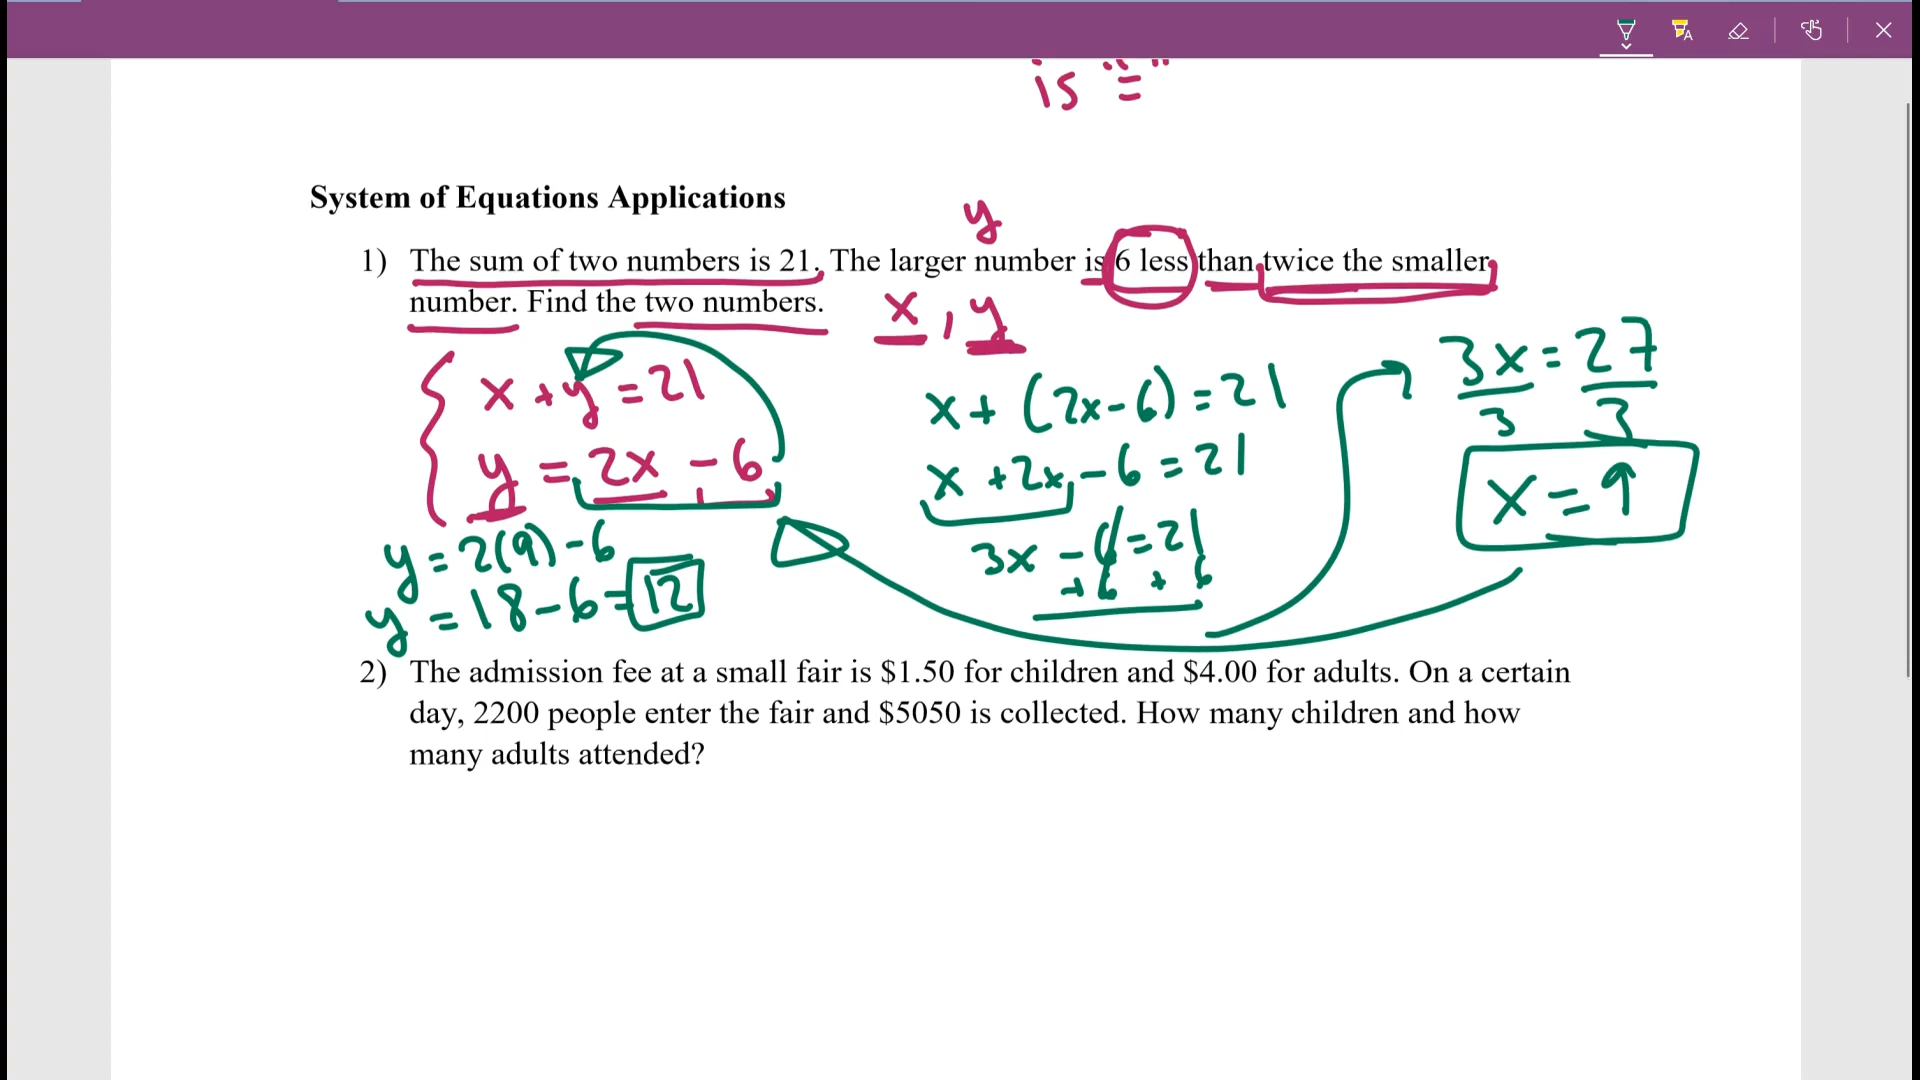 is "="
System of Equations Applications
y
1) The sum of two numbers is 21. The larger number is 6 less than twice the smaller
number. Find the two numbers.
x, y
x + y = 21
y = 2x - 6
y = 2(9) - 6
y = 18 - 6 = 12
x + (2x - 6) = 21
x + 2x - 6 = 21
3x - 6 = 21
+ 6 + 6
3x = 27
3 3
x = 9
2) The admission fee at a small fair is $1.50 for children and $4.00 for adults. On a certain
day, 2200 people enter the fair and $5050 is collected. How many children and how
many adults attended?